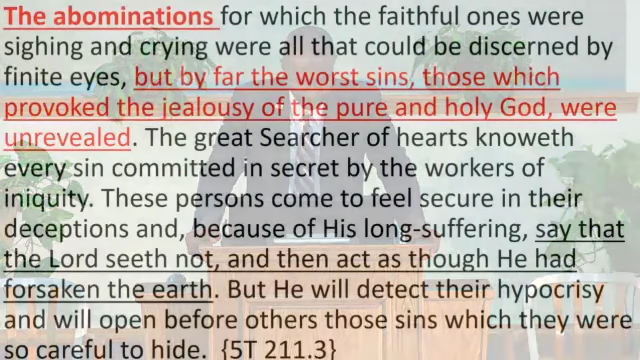 The abominations for which the faithful ones were
sighing and crying were all that could be discerned by
finite eyes, but by far the worst sins, those which
provoked the jealousy of the pure and holy God, were
unrevealed. The great Searcher of hearts knoweth
every sin committed in secret by the workers of
iniquity. These persons come to feel secure in their
deceptions and, because of His long-suffering, say that
the Lord seeth not, and then act as though He had
forsaken the earth. But He will detect their hypocrisy
and will open before others those sins which they were
so careful to hide. {5T 211.3}